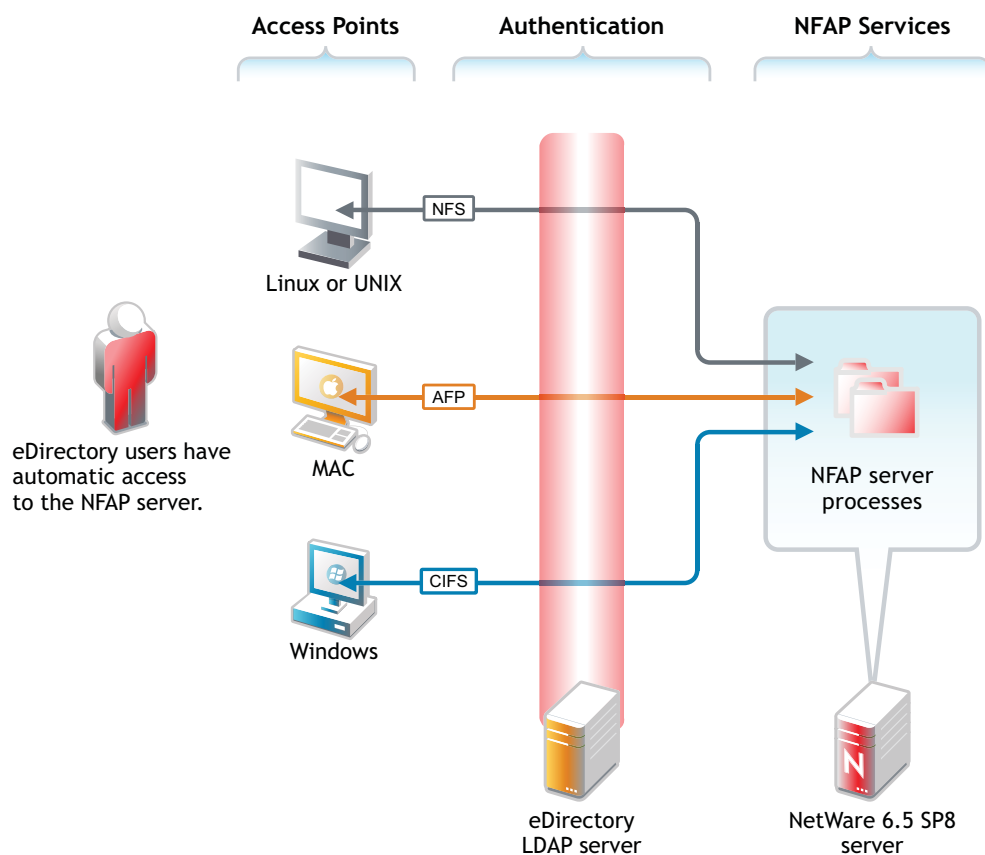 Access Points
Authentication
NFAP Services
NFS
Linux or UNIX
AFP
MAC
eDirectory users have
automatic access
to the NFAP server.
NFAP server
processes
CIFS
Windows
N
eDirectory
LDAP server
NetWare 6.5 SP8
server